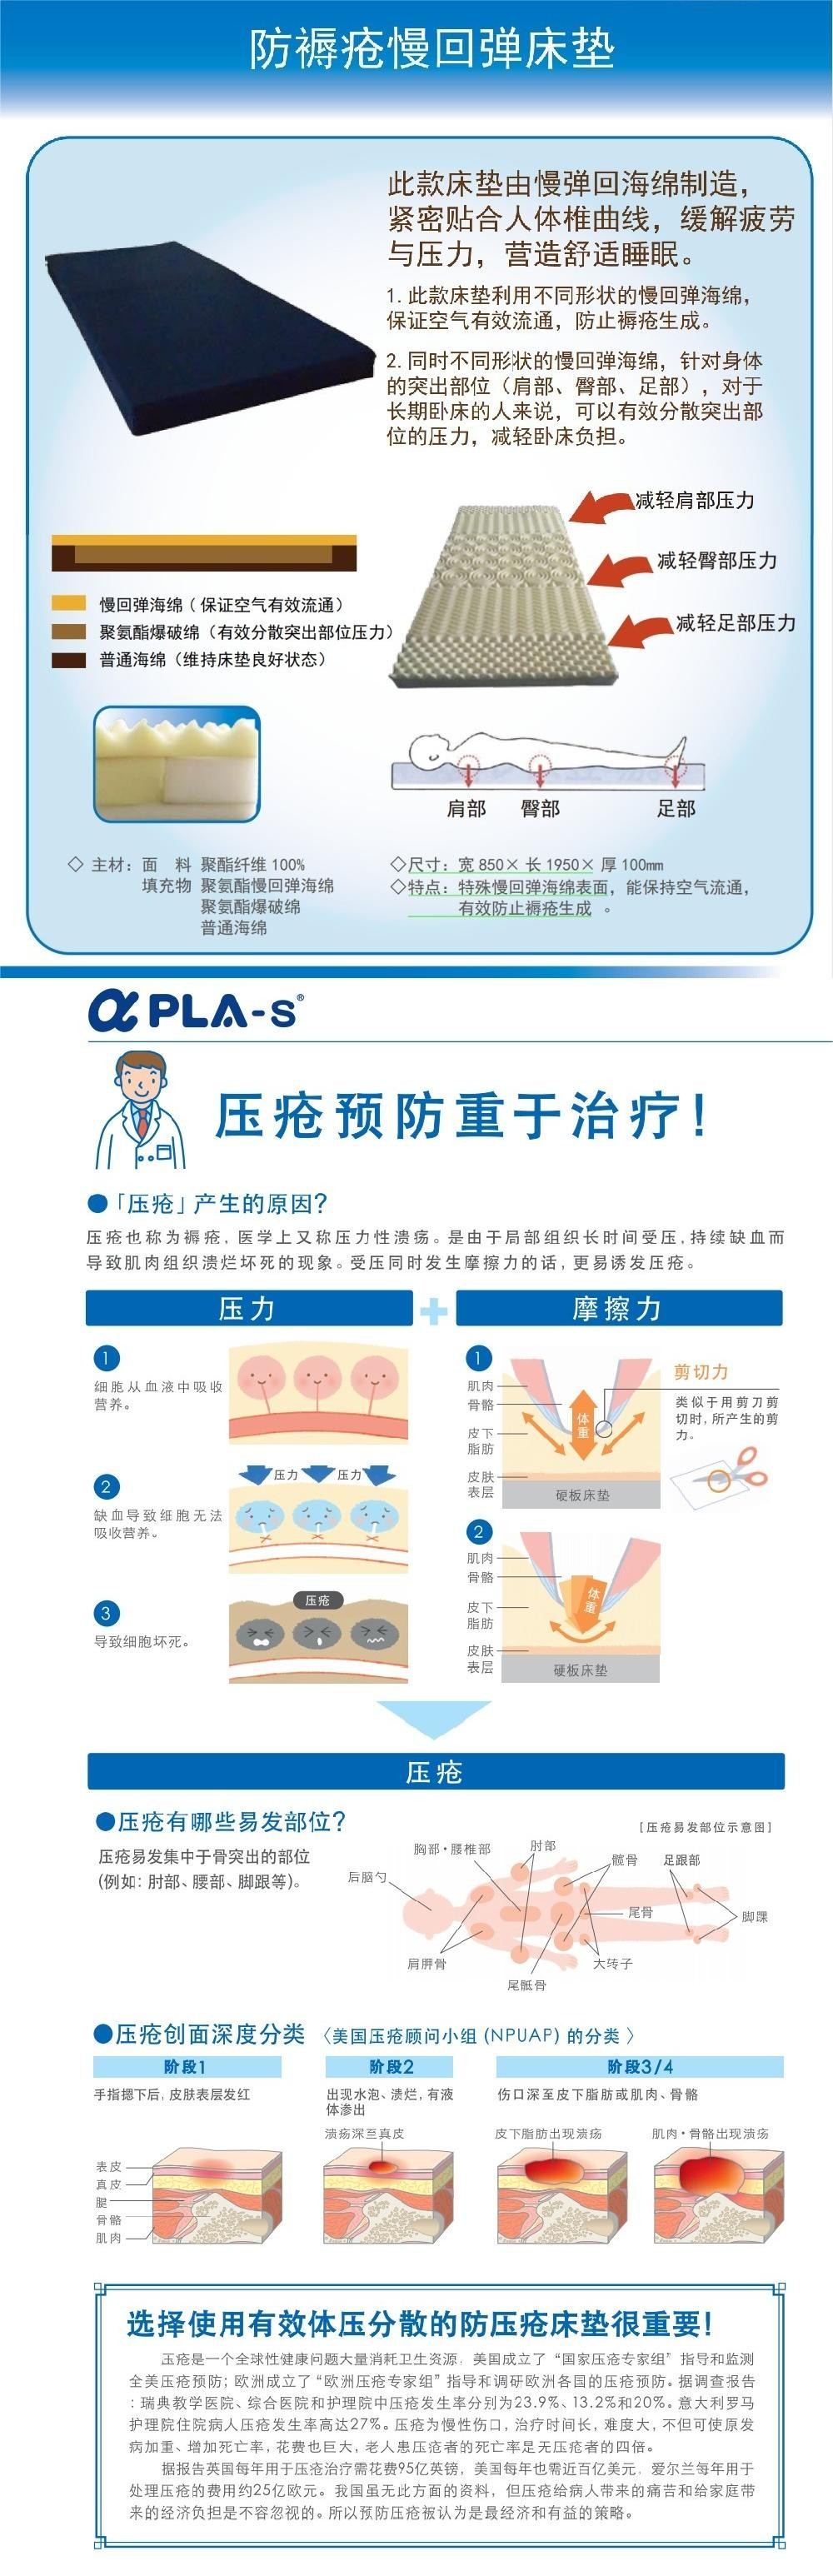 防褥疮慢回弹床垫
此款床垫由慢弹回海绵制造，
紧密贴合人体椎曲线，缓解疲劳
与压力，营造舒适睡眠。
1. 此款床垫利用不同形状的慢回弹海绵，
保证空气有效流通，防止褥疮生成。
2. 同时不同形状的慢回弹海绵，针对身体
的突出部位（肩部、臀部、足部），对于
长期卧床的人来说，可以有效分散突出部
位的压力，减轻卧床负担。
减轻肩部压力
减轻臀部压力
减轻足部压力
慢回弹海绵（保证空气有效流通）
聚氨酯爆破绵（有效分散突出部位压力）
普通海绵（维持床垫良好状态）
肩部 臀部 足部
◇ 主材：面 料 聚酯纤维 100%
填充物 聚氨酯慢回弹海绵
聚氨酯爆破绵
普通海绵
◇尺寸：宽 850× 长 1950× 厚 100mm
◇特点：特殊慢回弹海绵表面，能保持空气流通，
有效防止褥疮生成 。
αPLA-S®
压疮预防重于治疗！
●「压疮」产生的原因？
压疮也称为褥疮，医学上又称压力性溃疡。是由于局部组织长时间受压，持续缺血而
导致肌肉组织溃烂坏死的现象。受压同时发生摩擦力的话，更易诱发压疮。
压力
＋
摩擦力
1
细胞从血液中吸收
营养。
2
缺血导致细胞无法
吸收营养。
压力 压力
3
导致细胞坏死。
压疮
1
肌肉
骨骼
皮下
脂肪
皮肤
表层
体重
硬板床垫
剪切力
类似于用剪刀剪
切时，所产生的剪
力。
2
肌肉
骨骼
皮下
脂肪
皮肤
表层
体重
硬板床垫
压疮
●压疮有哪些易发部位？
压疮易发集中于骨突出的部位
(例如：肘部、腰部、脚跟等)。
[压疮易发部位示意图]
后脑勺
胸部·腰椎部
肘部
髋骨
足跟部
尾骨
脚踝
肩胛骨
尾骶骨
大转子
●压疮创面深度分类 〈美国压疮顾问小组 (NPUAP) 的分类 〉
阶段1
手指摁下后，皮肤表层发红
阶段2
出现水泡、溃烂，有液
体渗出
溃疡深至真皮
阶段3/4
伤口深至皮下脂肪或肌肉、骨骼
皮下脂肪出现溃疡
肌肉·骨骼出现溃疡
表皮
真皮
腱
骨骼
肌肉
选择使用有效体压分散的防压疮床垫很重要！
压疮是一个全球性健康问题大量消耗卫生资源，美国成立了“国家压疮专家组”指导和监测
全美压疮预防；欧洲成立了“欧洲压疮专家组”指导和调研欧洲各国的压疮预防。据调查报告
：瑞典教学医院、综合医院和护理院中压疮发生率分别为23.9%、13.2%和20%。意大利罗马
护理院住院病人压疮发生率高达27%。压疮为慢性伤口，治疗时间长，难度大，不但可使原发
病加重、增加死亡率，花费也巨大，老人患压疮者的死亡率是无压疮者的四倍。
据报告英国每年用于压疮治疗需花费95亿英镑，美国每年也需近百亿美元，爱尔兰每年用于
处理压疮的费用约25亿欧元。我国虽无此方面的资料，但压疮给病人带来的痛苦和给家庭带
来的经济负担是不容忽视的。所以预防压疮被认为是最经济和有益的策略。